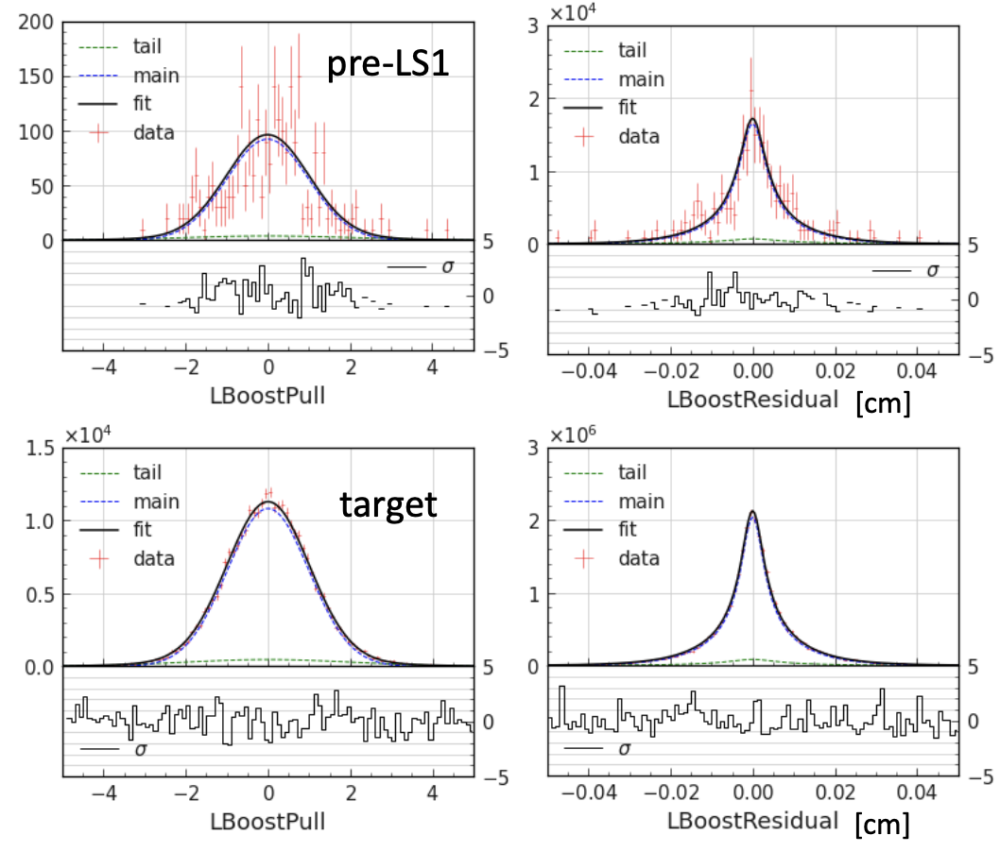 200
150
100
50
0
tail
main
fit
data
pre-LS1
5
0
−5
σ
−4 −2 0 2 4
LBoostPull
×10⁴
3
2
1
0
tail
main
fit
data
5
0
−5
σ
−0.04 −0.02 0.00 0.02 0.04
LBoostResidual [cm]
×10⁴
1.5
1.0
0.5
0.0
tail
main
fit
data
target
5
0
−5
σ
−4 −2 0 2 4
LBoostPull
×10⁶
3
2
1
0
tail
main
fit
data
5
0
−5
σ
−0.04 −0.02 0.00 0.02 0.04
LBoostResidual [cm]